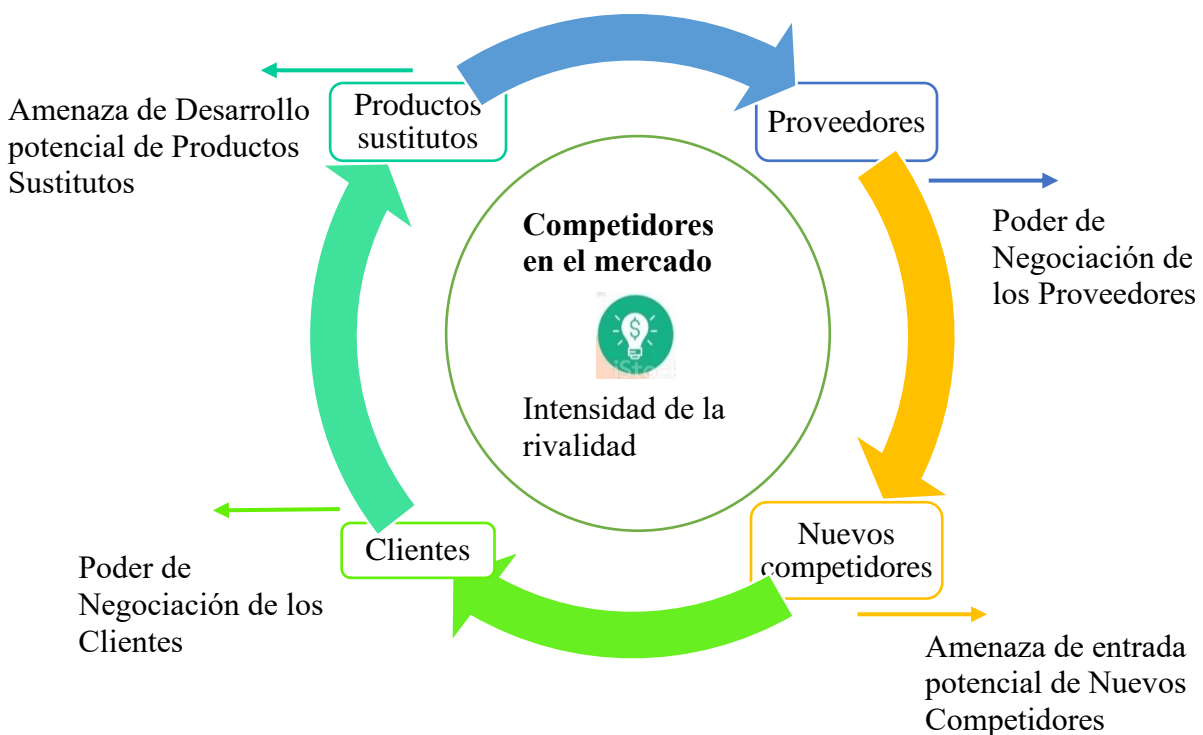 Productos
sustitutos
Proveedores
Amenaza de Desarrollo
potencial de Productos
Sustitutos
Competidores
en el mercado
$
Intensidad de la
rivalidad
Poder de
Negociación de
los Proveedores
Clientes
Nuevos
competidores
Poder de
Negociación de los
Clientes
Amenaza de entrada
potencial de Nuevos
Competidores